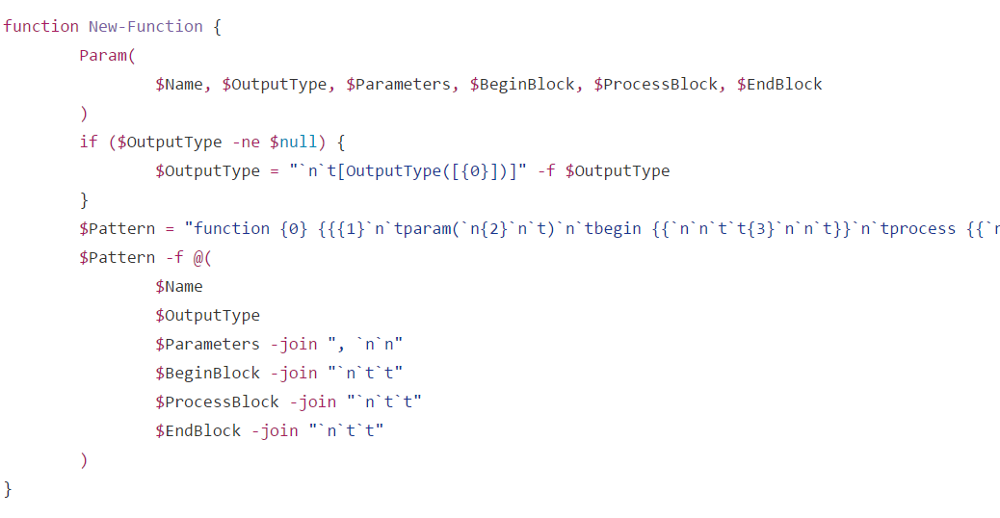 function New-Function {
Param(
$Name, $OutputType, $Parameters, $BeginBlock, $ProcessBlock, $EndBlock
)
if ($OutputType -ne $null) {
$OutputType = "`n`t[OutputType([{0}])]" -f $OutputType
}
$Pattern = "function {0} {{{1}`n`tparam(`n{2}`n`t)`n`tbegin {{`n`n`t`t{3}`n`n`t}}`n`tprocess {{`n
$Pattern -f @(
$Name
$OutputType
$Parameters -join ", `n`n"
$BeginBlock -join "`n`t`t"
$ProcessBlock -join "`n`t`t"
$EndBlock -join "`n`t`t"
)
}